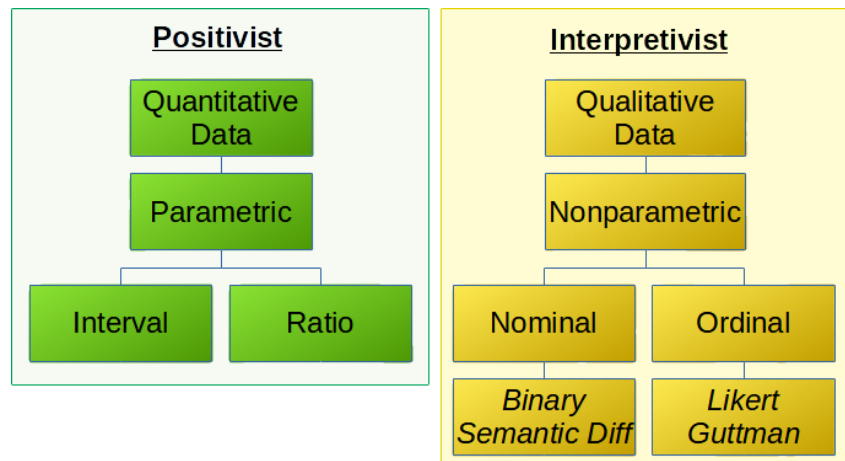 Positivist
Quantitative
Data
Parametric
Interval
Ratio
Interpretivist
Qualitative
Data
Nonparametric
Nominal
Ordinal
Binary
Semantic Diff
Likert
Guttman